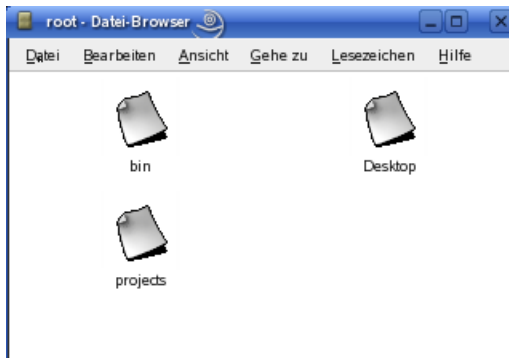 root - Datei-Browser
Datei Bearbeiten Ansicht Gehe zu Lesezeichen Hilfe
bin Desktop
projects